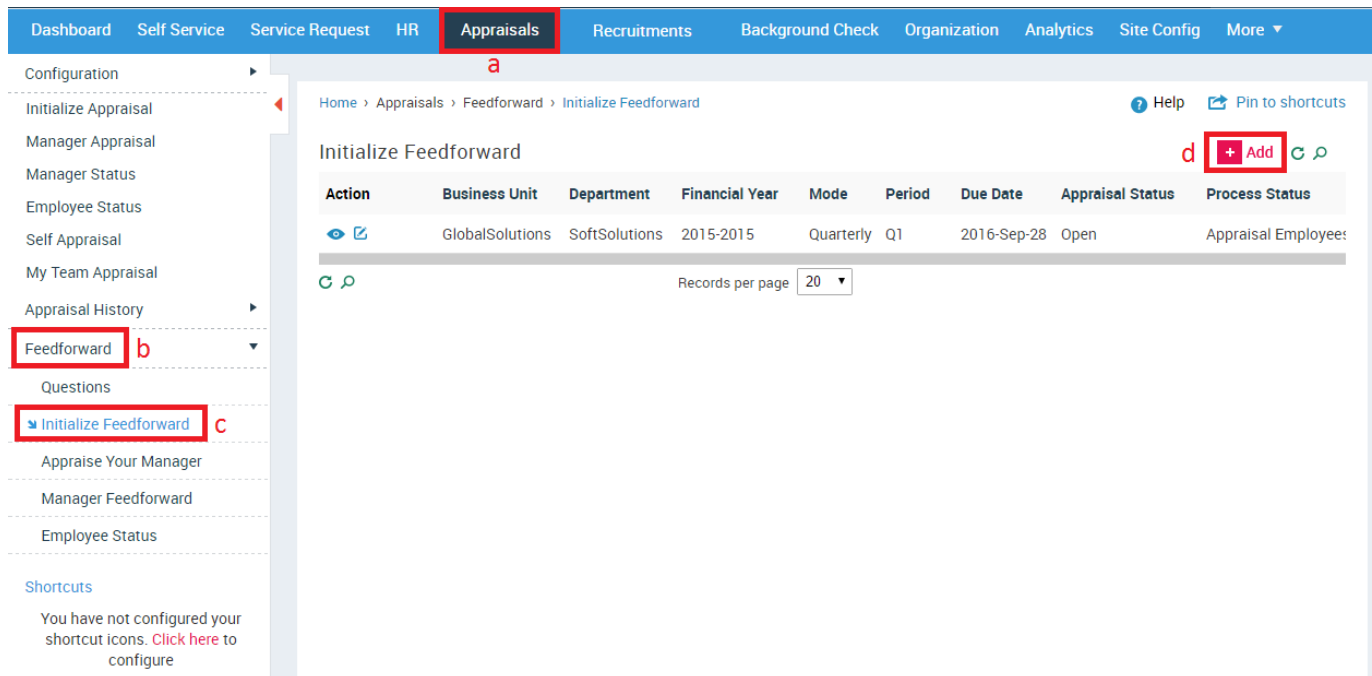 Dashboard Self Service Service Request HR Appraisals Recruitments Background Check Organization Analytics Site Config More
a
Configuration
Initialize Appraisal
Manager Appraisal
Manager Status
Employee Status
Self Appraisal
My Team Appraisal
Appraisal History
Feedforward b
Questions
Initialize Feedforward c
Appraise Your Manager
Manager Feedforward
Employee Status
Shortcuts
You have not configured your
shortcut icons. Click here to
configure
Home › Appraisals › Feedforward › Initialize Feedforward
? Help Pin to shortcuts
Initialize Feedforward
d + Add
Action Business Unit Department Financial Year Mode Period Due Date Appraisal Status Process Status
GlobalSolutions SoftSolutions 2015-2015 Quarterly Q1 2016-Sep-28 Open Appraisal Employees
Records per page 20